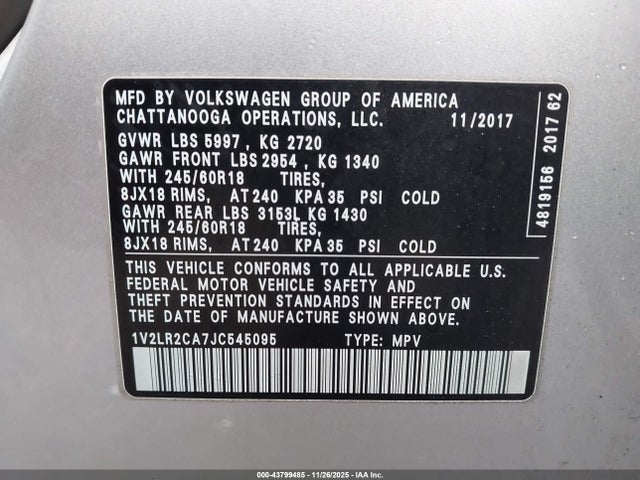 MFD BY VOLKSWAGEN GROUP OF AMERICA
CHATTANOOGA OPERATIONS, LLC. 11/2017
GVWR LBS 5997 , KG 2720
GAWR FRONT LBS 2954 , KG 1340
WITH 245/60R18 TIRES,
8JX18 RIMS, AT 240 KPA 35 PSI COLD
GAWR REAR LBS 3153L KG 1430
WITH 245/60R18 TIRES,
8JX18 RIMS, AT 240 KPA 35 PSI COLD
THIS VEHICLE CONFORMS TO ALL APPLICABLE U.S.
FEDERAL MOTOR VEHICLE SAFETY AND
THEFT PREVENTION STANDARDS IN EFFECT ON
THE DATE OF MANUFACTURE SHOWN ABOVE.
1V2LR2CA7JC545095 TYPE: MPV
4819156 2017 62
000-43799485 - 11/26/2025 - IAA Inc.